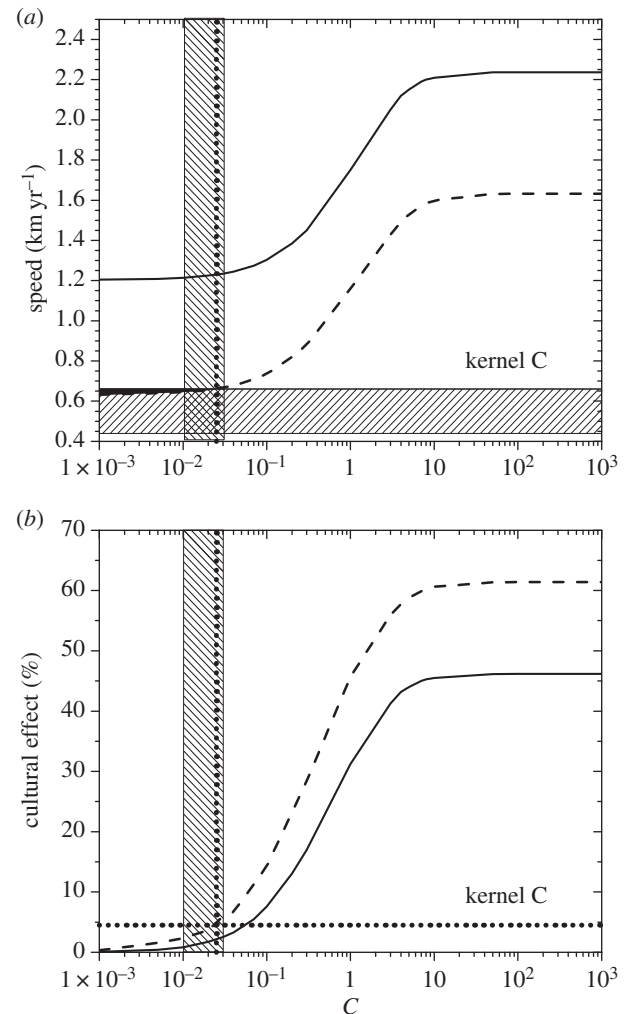 (a)
2.4
2.2
2.0
1.8
1.6
1.4
1.2
1.0
0.8
0.6
0.4
speed (km yr⁻¹)
kernel C
1 × 10⁻³ 10⁻² 10⁻¹ 1 10 10² 10³
(b)
70
60
50
40
30
20
10
0
cultural effect (%)
kernel C
1 × 10⁻³ 10⁻² 10⁻¹ 1 10 10² 10³
C